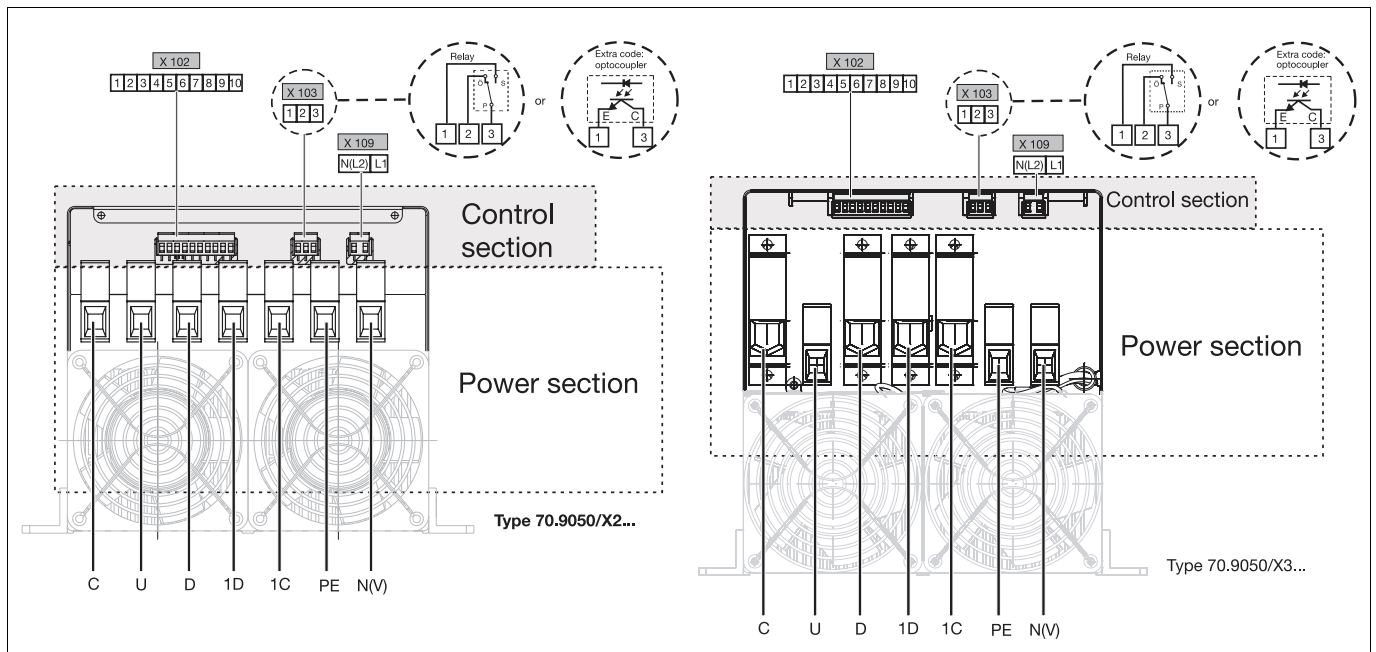 X 102
1 2 3 4 5 6 7 8 9 10
X 103
1 2 3
Relay
Ö S
P
1 2 3
or
Extra code:
optocoupler
E C
1 3
X 109
N(L2) L1
Control
section
Power section
Type 70.9050/X2...
C U D 1D 1C PE N(V)
X 102
1 2 3 4 5 6 7 8 9 10
X 103
1 2 3
Relay
Ö S
P
1 2 3
or
Extra code:
optocoupler
E C
1 3
X 109
N(L2) L1
Control section
Power section
Type 70.9050/X3...
C U D 1D 1C PE N(V)